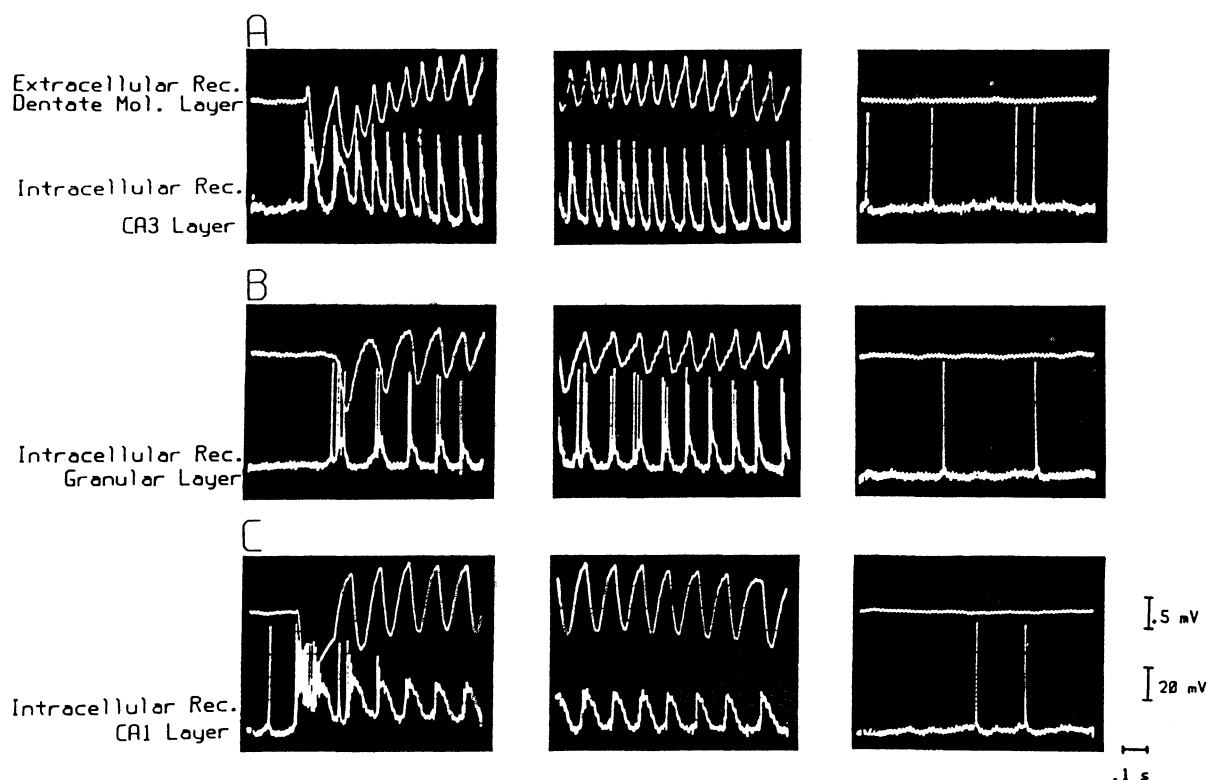 A
Extracellular Rec.
Dentate Mol. Layer
Intracellular Rec.
CA3 Layer
B
Intracellular Rec.
Granular Layer
C
.5 mV
20 mV
Intracellular Rec.
CA1 Layer
.1 s